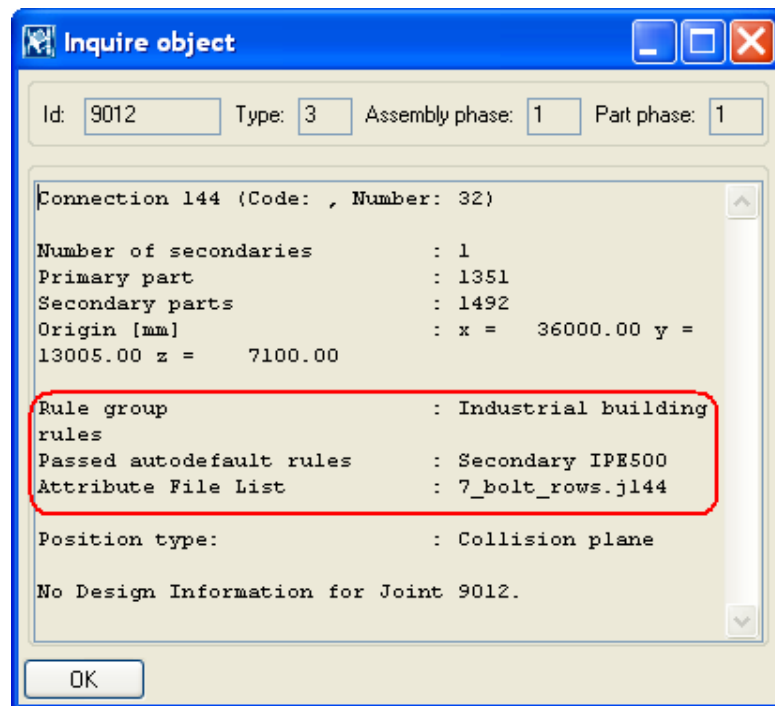 Inquire object
Id: 9012 Type: 3 Assembly phase: 1 Part phase: 1
Connection 144 (Code: , Number: 32)
Number of secondaries : 1
Primary part : 1351
Secondary parts : 1492
Origin [mm] : x = 36000.00 y =
13005.00 z = 7100.00
Rule group : Industrial building
rules
Passed autodefault rules : Secondary IPE500
Attribute File List : 7_bolt_rows.j144
Position type: : Collision plane
No Design Information for Joint 9012.
OK